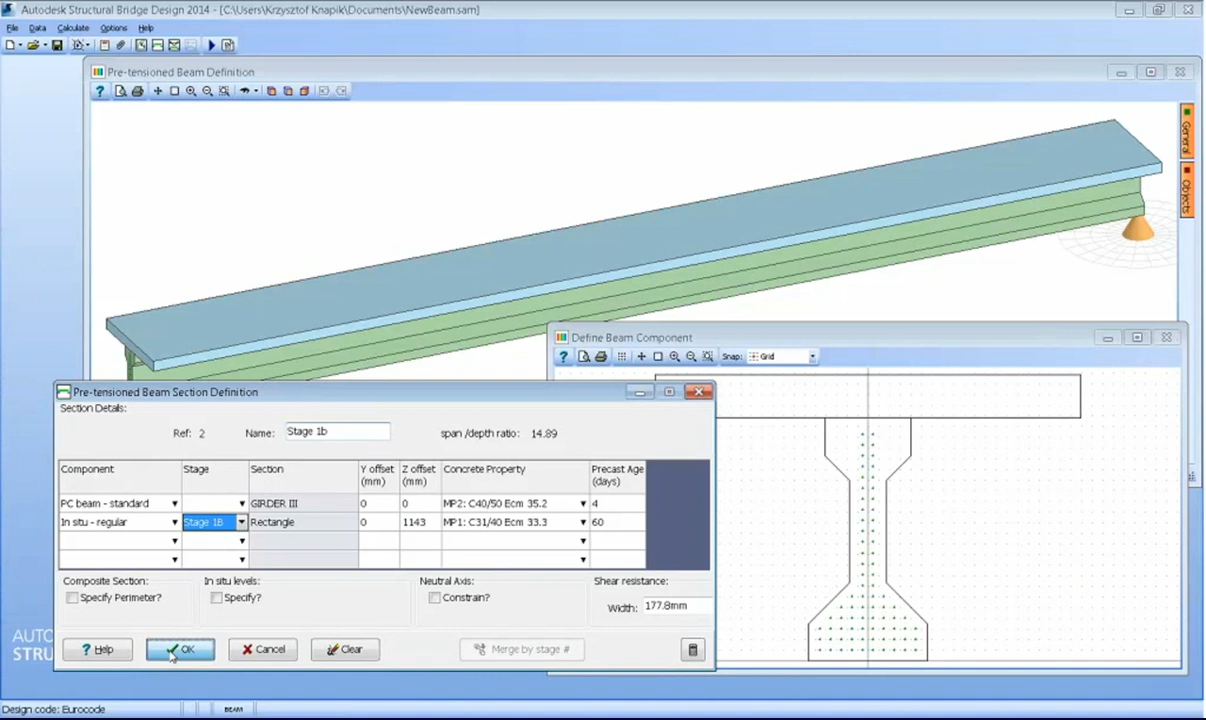 Autodesk Structural Bridge Design 2014 - [C:\Users\Krzysztof Knapik\Documents\NewBeam.sam]
File Data Calculate Options Help
Pre-tensioned Beam Definition
General
Objects
Define Beam Component
Snap: Grid
Pre-tensioned Beam Section Definition
Section Details:
Ref: 2 Name: Stage 1b span /depth ratio: 14.89
Component Stage Section Y offset (mm) Z offset (mm) Concrete Property Precast Age (days)
PC beam - standard GIRDER III 0 0 MP2: C40/50 Ecm 35.2 4
In situ - regular Stage 1B Rectangle 0 1143 MP1: C31/40 Ecm 33.3 60
Composite Section: In situ levels: Neutral Axis: Shear resistance:
Specify Perimeter? Specify? Constrain? Width: 177.8mm
Help OK Cancel Clear Merge by stage #
AUTO
STRU
Design code: Eurocode BEAM